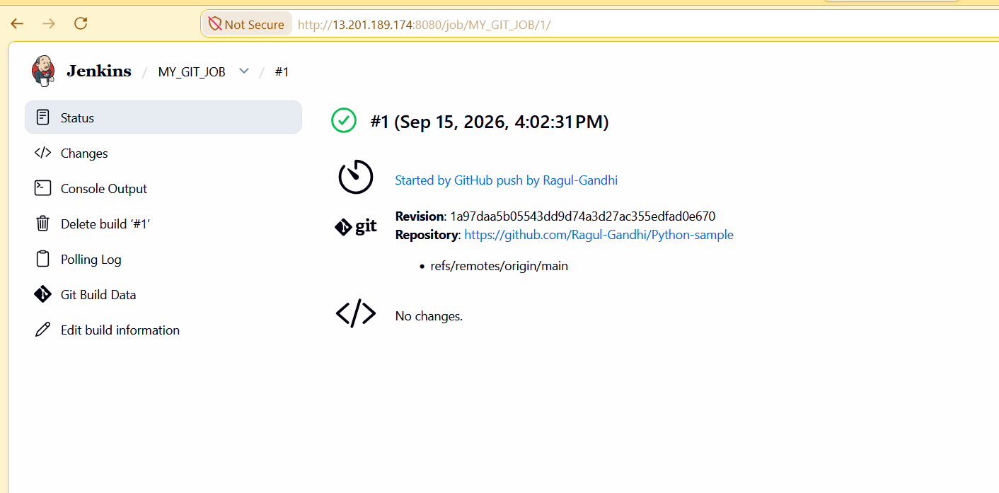 Not Secure http://13.201.189.174:8080/job/MY_GIT_JOB/1/
Jenkins / MY_GIT_JOB / #1
Status
Changes
Console Output
Delete build ‘#1’
Polling Log
Git Build Data
Edit build information
#1 (Sep 15, 2026, 4:02:31 PM)
Started by GitHub push by Ragul-Gandhi
git
Revision: 1a97daa5b05543dd9d74a3d27ac355edfad0e670
Repository: https://github.com/Ragul-Gandhi/Python-sample
• refs/remotes/origin/main
No changes.